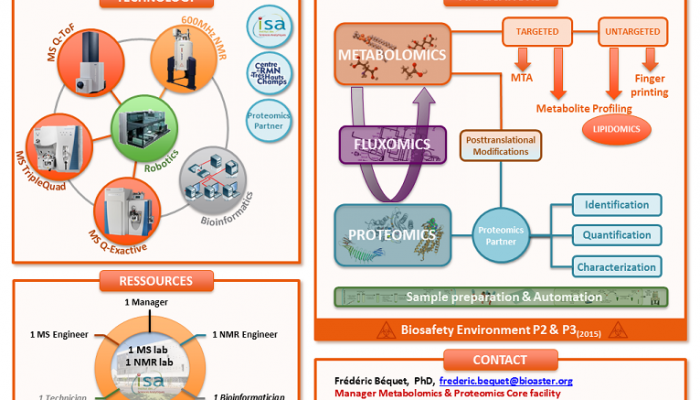 TECHNOLOGY
600MHz NMR
MS Q-ToF
isa
Centre
de RMN
à Très Hauts
Champs
Proteomics
Partner
Robotics
MS TripleQuad
MS Q-Exactive
Bioinformatics
METABOLOMICS
TARGETED
UNTARGETED
MTA
Metabolite Profiling
Finger
printing
LIPIDOMICS
FLUXOMICS
Posttranslational
Modifications
PROTEOMICS
Proteomics
Partner
Identification
Quantification
Characterization
Sample preparation & Automation
Biosafety Environment P2 & P3(2015)
RESSOURCES
1 Manager
1 MS Engineer
1 NMR Engineer
1 MS lab
1 NMR lab
isa
1 Technician
1 Bioinformatician
CONTACT
Frédéric Béquet, PhD, frederic.bequet@bioaster.org
Manager Metabolomics & Proteomics Core facility